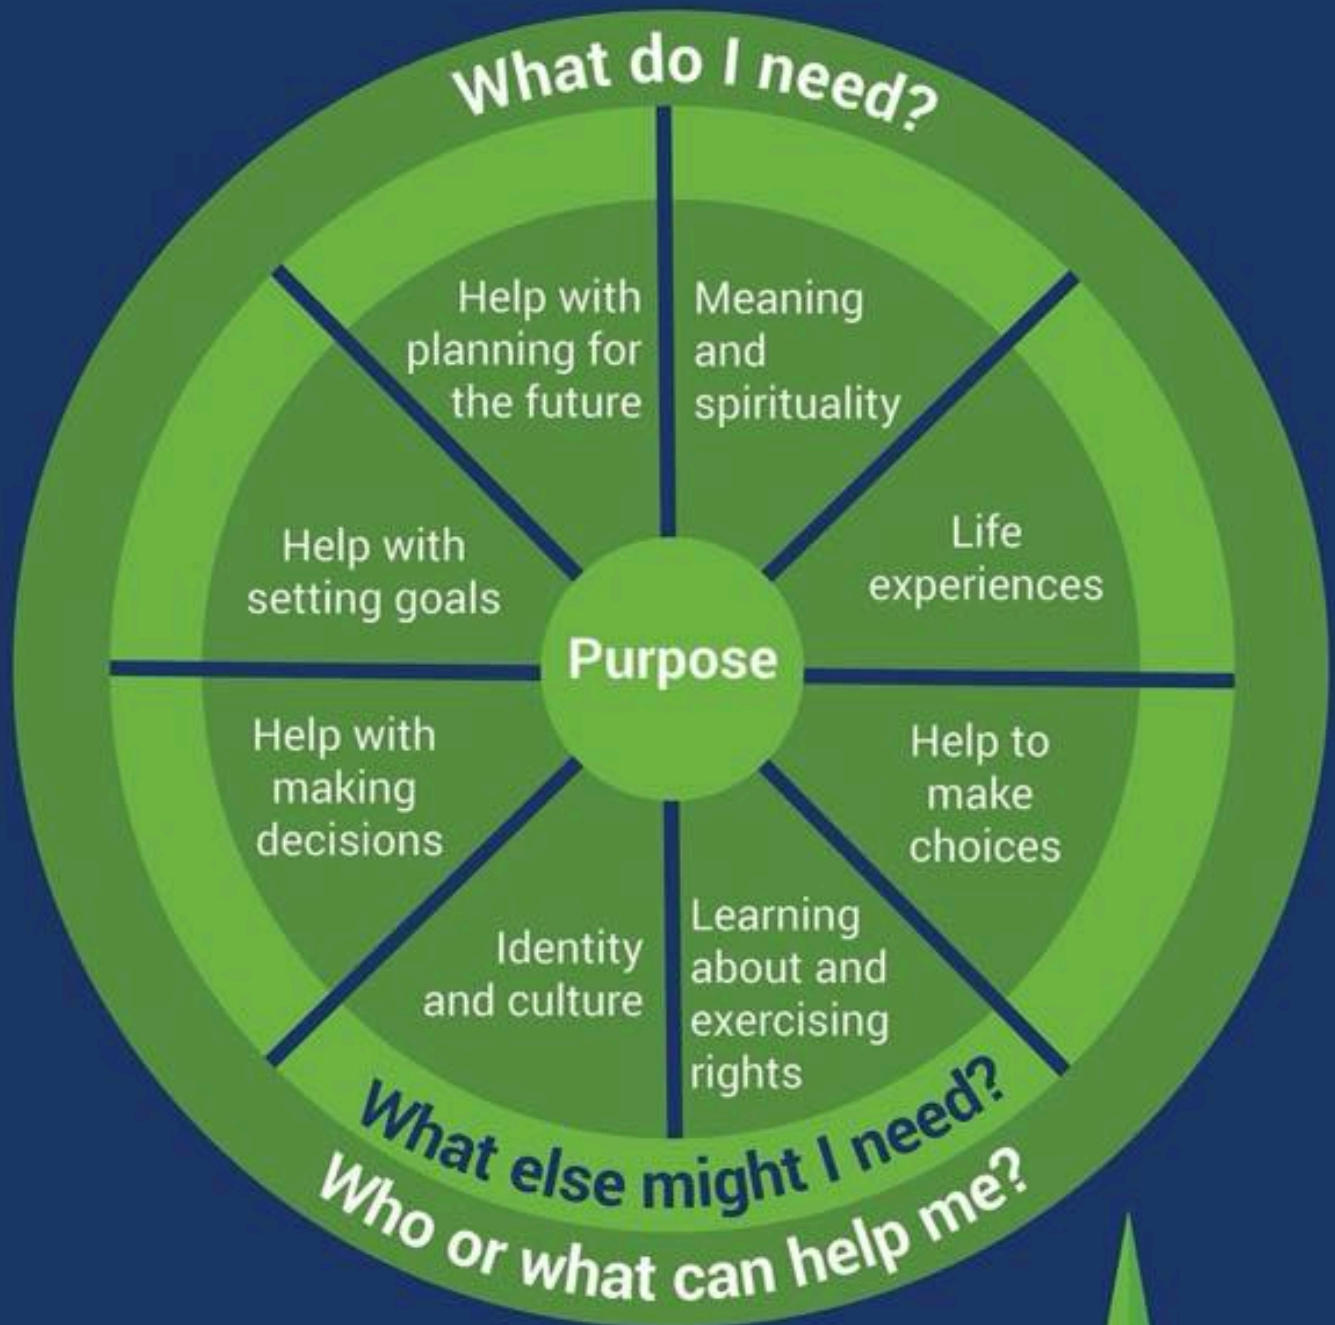 What do I need?
Help with
planning for
the future
Meaning
and
spirituality
Help with
setting goals
Life
experiences
Purpose
Help with
making
decisions
Help to
make
choices
Identity
and culture
Learning
about and
exercising
rights
What else might I need?
Who or what can help me?